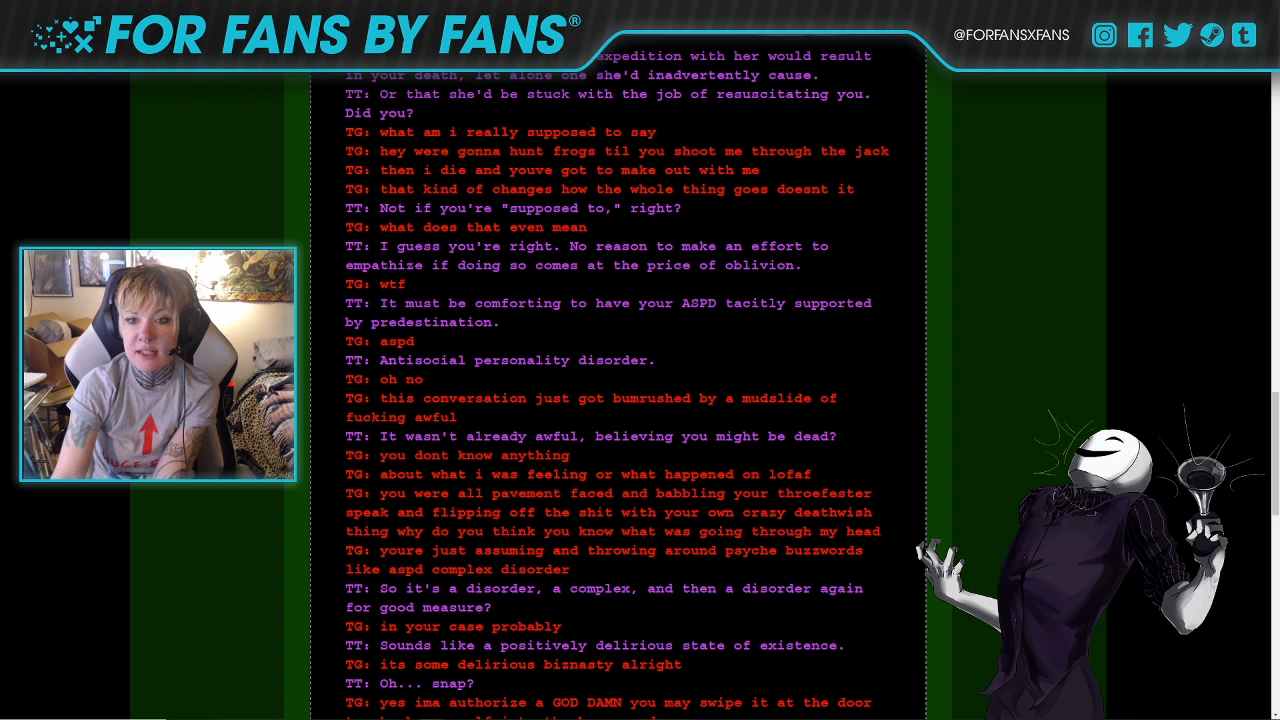 FOR FANS BY FANS®
@FORFANSXFANS
expedition with her would result
in your death, let alone one she'd inadvertently cause.
TT: Or that she'd be stuck with the job of resuscitating you.
Did you?
TG: what am i really supposed to say
TG: hey were gonna hunt frogs til you shoot me through the jack
TG: then i die and youve got to make out with me
TG: that kind of changes how the whole thing goes doesnt it
TT: Not if you're "supposed to," right?
TG: what does that even mean
TT: I guess you're right. No reason to make an effort to
empathize if doing so comes at the price of oblivion.
TG: wtf
TT: It must be comforting to have your ASPD tacitly supported
by predestination.
TG: aspd
TT: Antisocial personality disorder.
TG: oh no
TG: this conversation just got bumrushed by a mudslide of
fucking awful
TT: It wasn't already awful, believing you might be dead?
TG: you dont know anything
TG: about what i was feeling or what happened on lofaf
TG: you were all pavement faced and babbling your throefester
speak and flipping off the shit with your own crazy deathwish
thing why do you think you know what was going through my head
TG: youre just assuming and throwing around psyche buzzwords
like aspd complex disorder
TT: So it's a disorder, a complex, and then a disorder again
for good measure?
TG: in your case probably
TT: Sounds like a positively delirious state of existence.
TG: its some delirious biznasty alright
TT: Oh... snap?
TG: yes ima authorize a GOD DAMN you may swipe it at the door